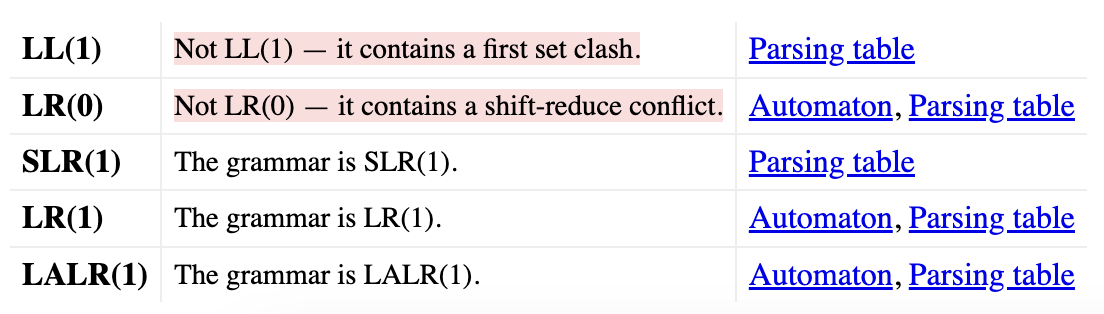 LL(1) Not LL(1) — it contains a first set clash. Parsing table
LR(0) Not LR(0) — it contains a shift-reduce conflict. Automaton, Parsing table
SLR(1) The grammar is SLR(1). Parsing table
LR(1) The grammar is LR(1). Automaton, Parsing table
LALR(1) The grammar is LALR(1). Automaton, Parsing table